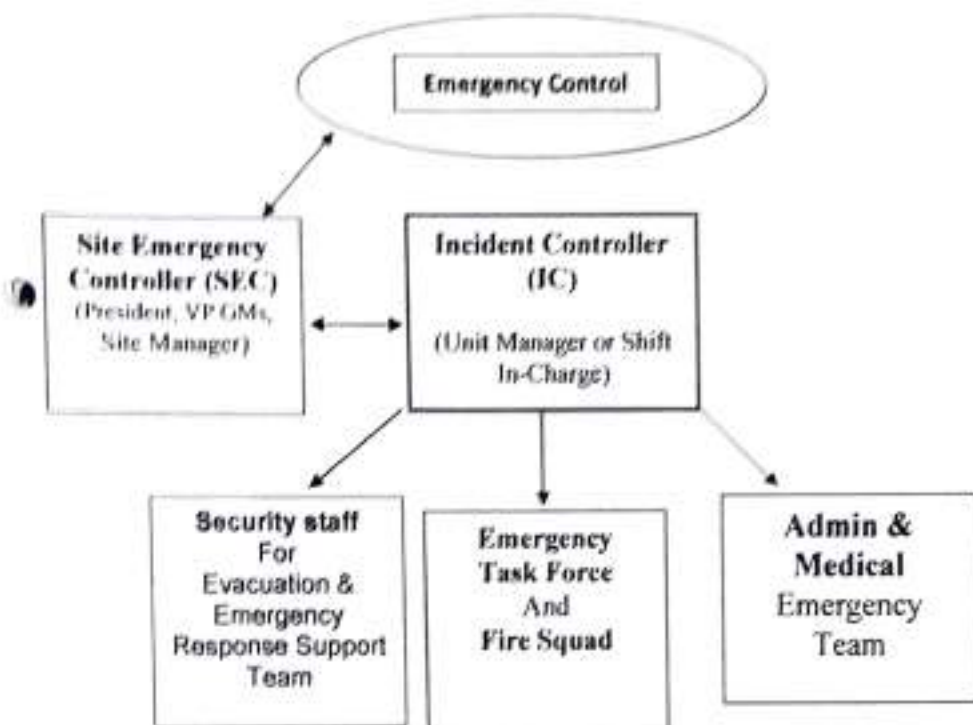 Emergency Control
Site Emergency
Controller (SEC)
(President, VP GMs,
Site Manager)
Incident Controller
(IC)
(Unit Manager or Shift
In-Charge)
Security staff
For
Evacuation &
Emergency
Response Support
Team
Emergency
Task Force
And
Fire Squad
Admin &
Medical
Emergency
Team